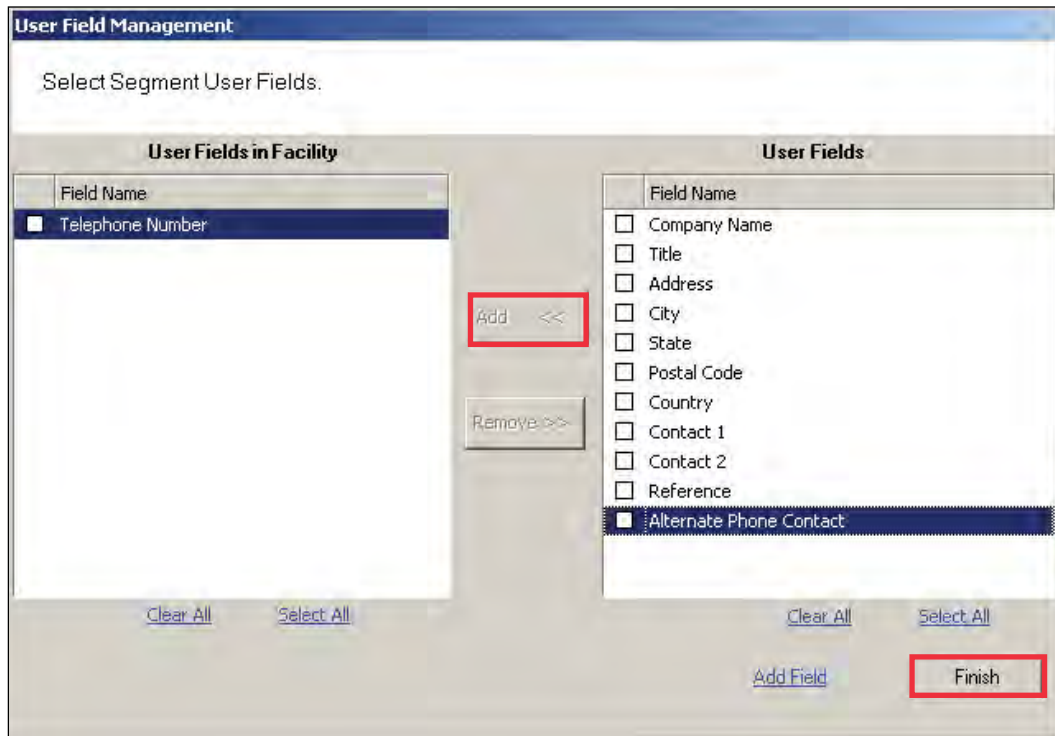 User Field Management
Select Segment User Fields.
User Fields in Facility
Field Name
Telephone Number
Clear All Select All
Add <<
Remove >>
User Fields
Field Name
Company Name
Title
Address
City
State
Postal Code
Country
Contact 1
Contact 2
Reference
Alternate Phone Contact
Clear All Select All
Add Field Finish